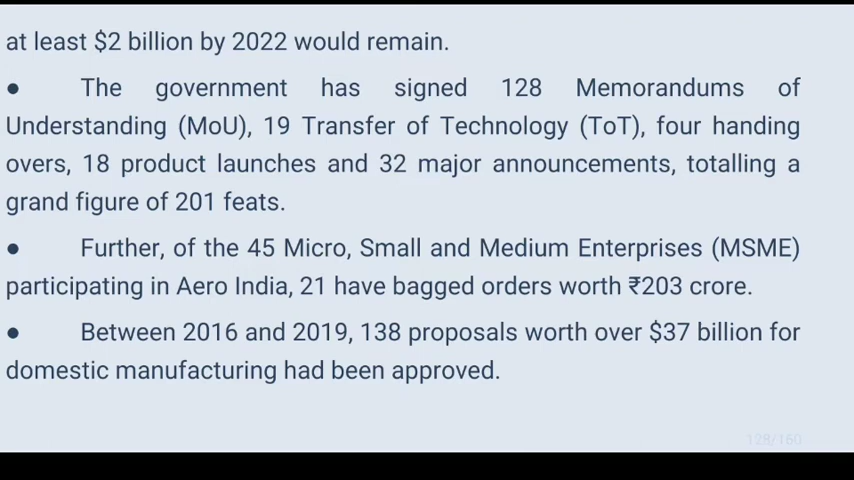 at least $2 billion by 2022 would remain.
● The government has signed 128 Memorandums of
Understanding (MoU), 19 Transfer of Technology (ToT), four handing
overs, 18 product launches and 32 major announcements, totalling a
grand figure of 201 feats.
● Further, of the 45 Micro, Small and Medium Enterprises (MSME)
participating in Aero India, 21 have bagged orders worth ₹203 crore.
● Between 2016 and 2019, 138 proposals worth over $37 billion for
domestic manufacturing had been approved.
128/160